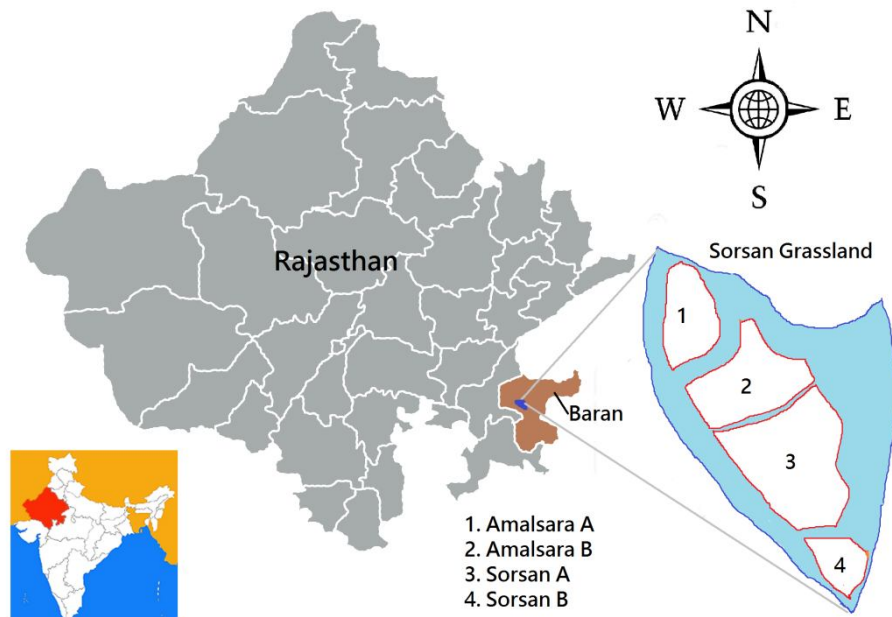 N
W E
S
Sorsan Grassland
Rajasthan
1
2
3
4
Baran
1. Amalsara A
2. Amalsara B
3. Sorsan A
4. Sorsan B